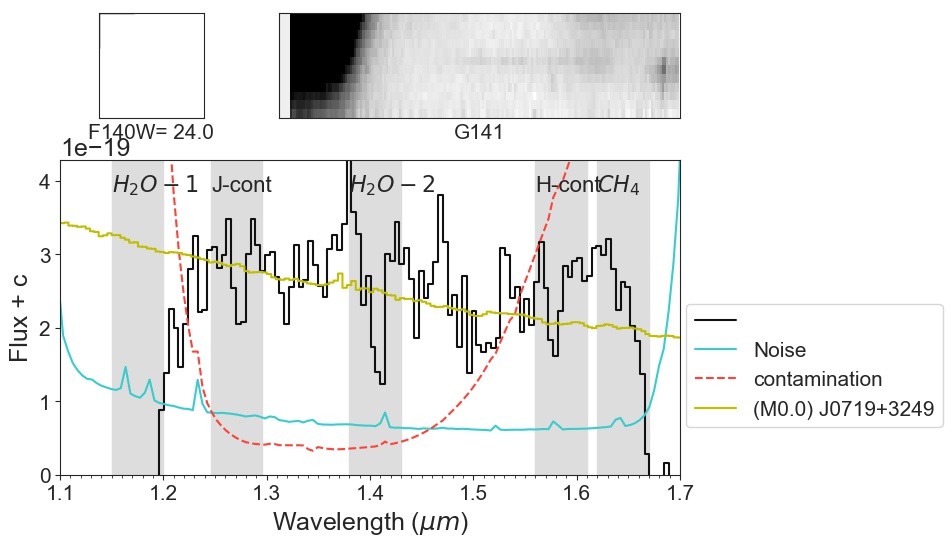 F140W= 24.0
G141
1e−19
H₂O − 1
J-cont
H₂O − 2
H-cont
CH₄
4
3
2
1
0
Flux + c
1.1
1.2
1.3
1.4
1.5
1.6
1.7
Wavelength (μm)
Noise
contamination
(M0.0) J0719+3249